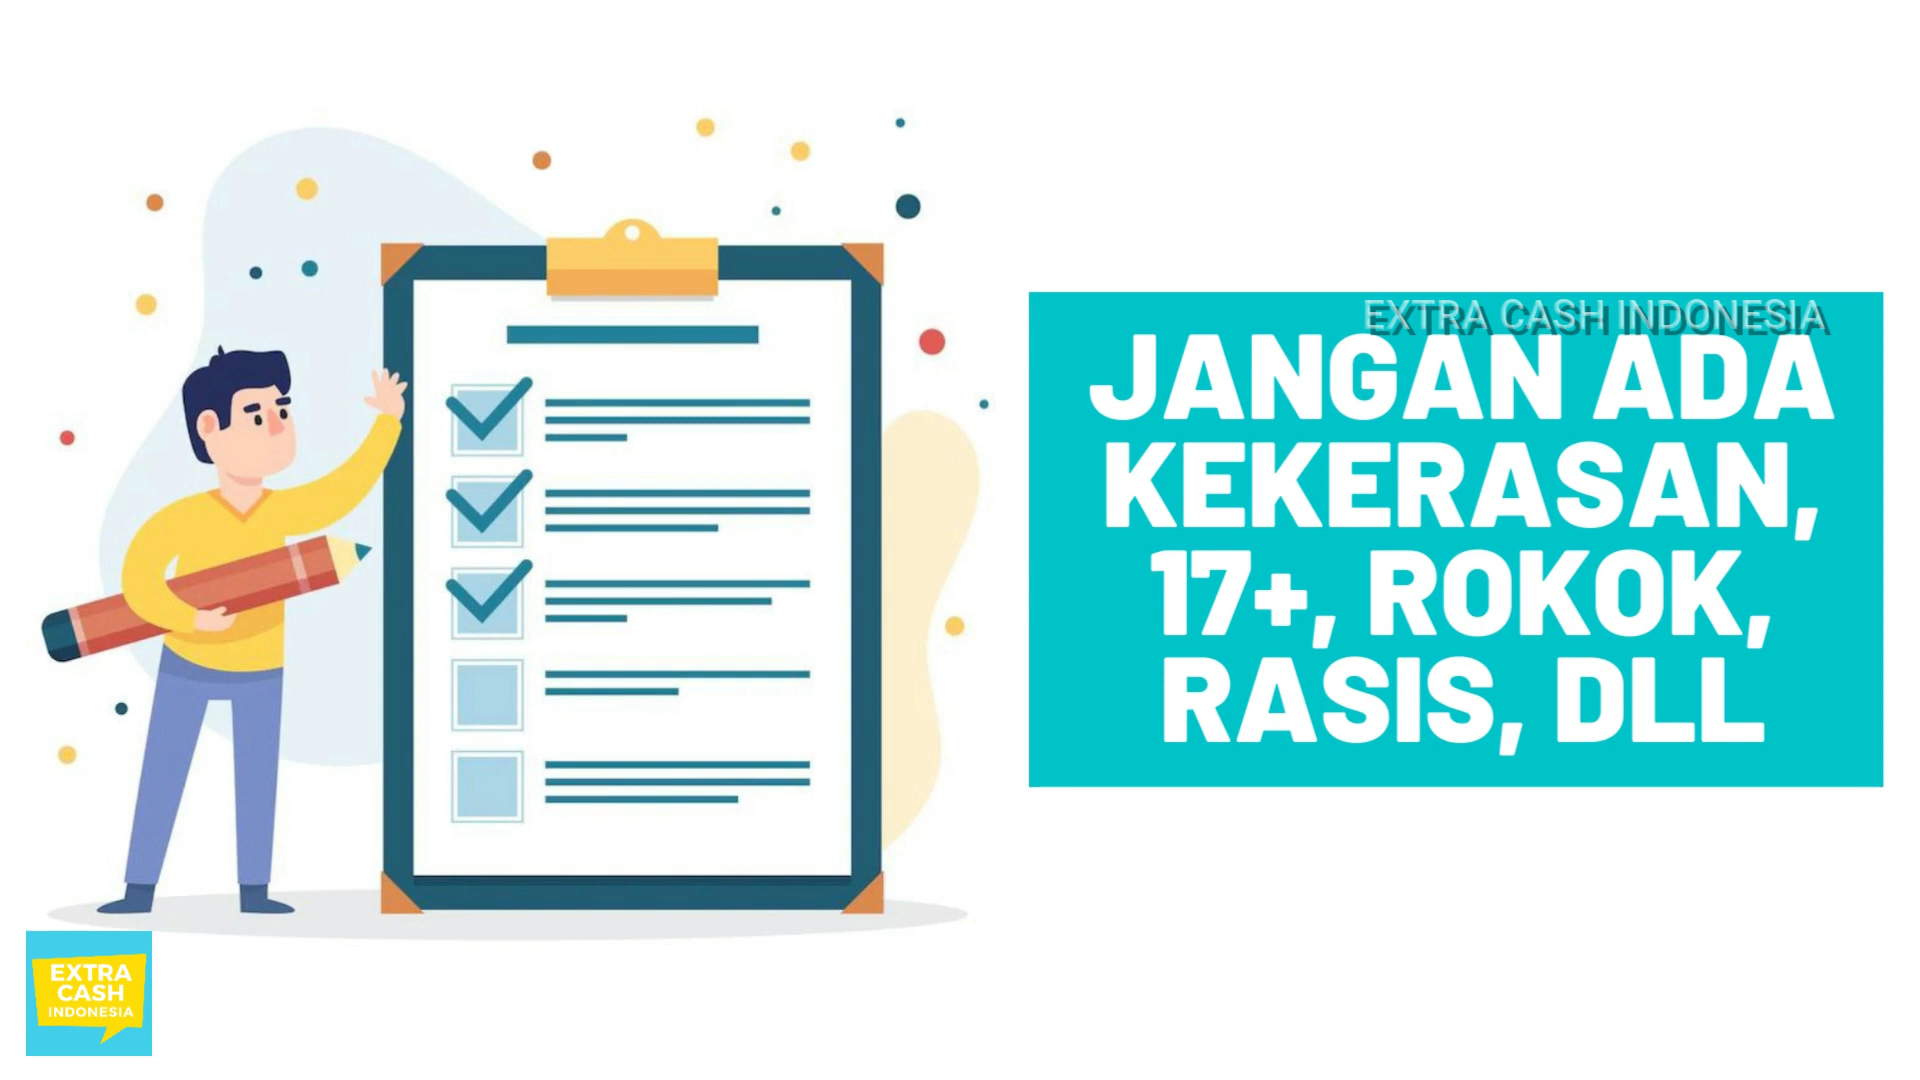 EXTRA CASH INDONESIA
JANGAN ADA
KEKERASAN,
17+, ROKOK,
RASIS, DLL
EXTRA
CASH
INDONESIA